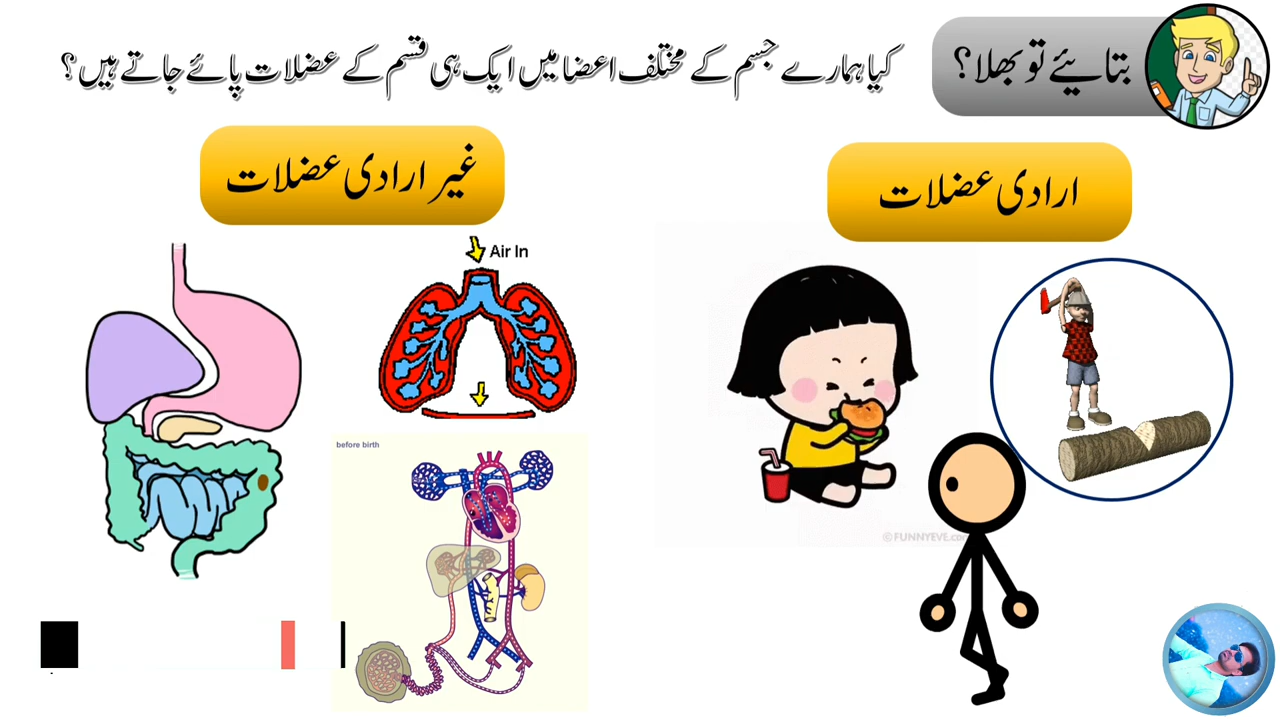 بتائیے تو بھلا؟
کیا ہمارے جسم کے مختلف اعضا میں ایک ہی قسم کے عضلات پائے جاتے ہیں؟
ارادی عضلات
غیر ارادی عضلات
Air In
before birth
© FUNNYEVE.com